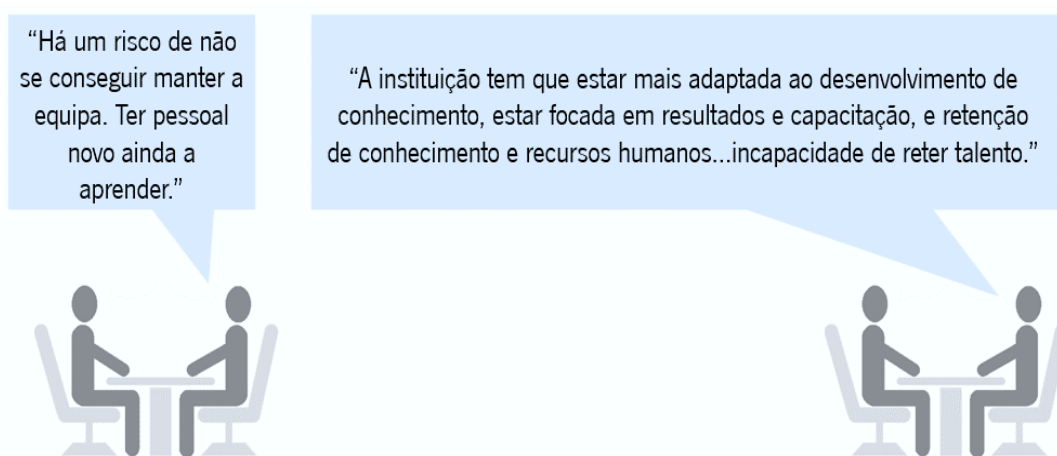 “Há um risco de não
se conseguir manter a
equipa. Ter pessoal
novo ainda a
aprender.”
“A instituição tem que estar mais adaptada ao desenvolvimento de
conhecimento, estar focada em resultados e capacitação, e retenção
de conhecimento e recursos humanos...incapacidade de reter talento.”